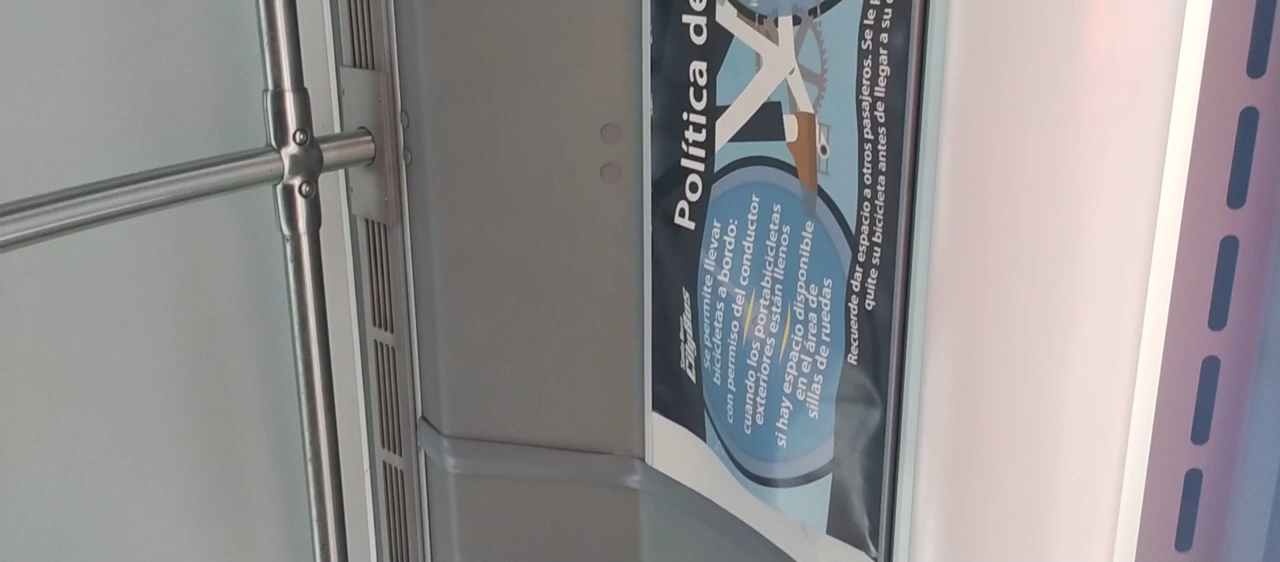 Política de
Culver CityBus
se permite llevar
bicicletas a bordo:
con permiso del conductor
cuando los portabicicletas
exteriores están llenos
si hay espacio disponible
en el área de
sillas de ruedas
Recuerde dar espacio a otros pasajeros. Se le
quite su bicicleta antes de llegar a su